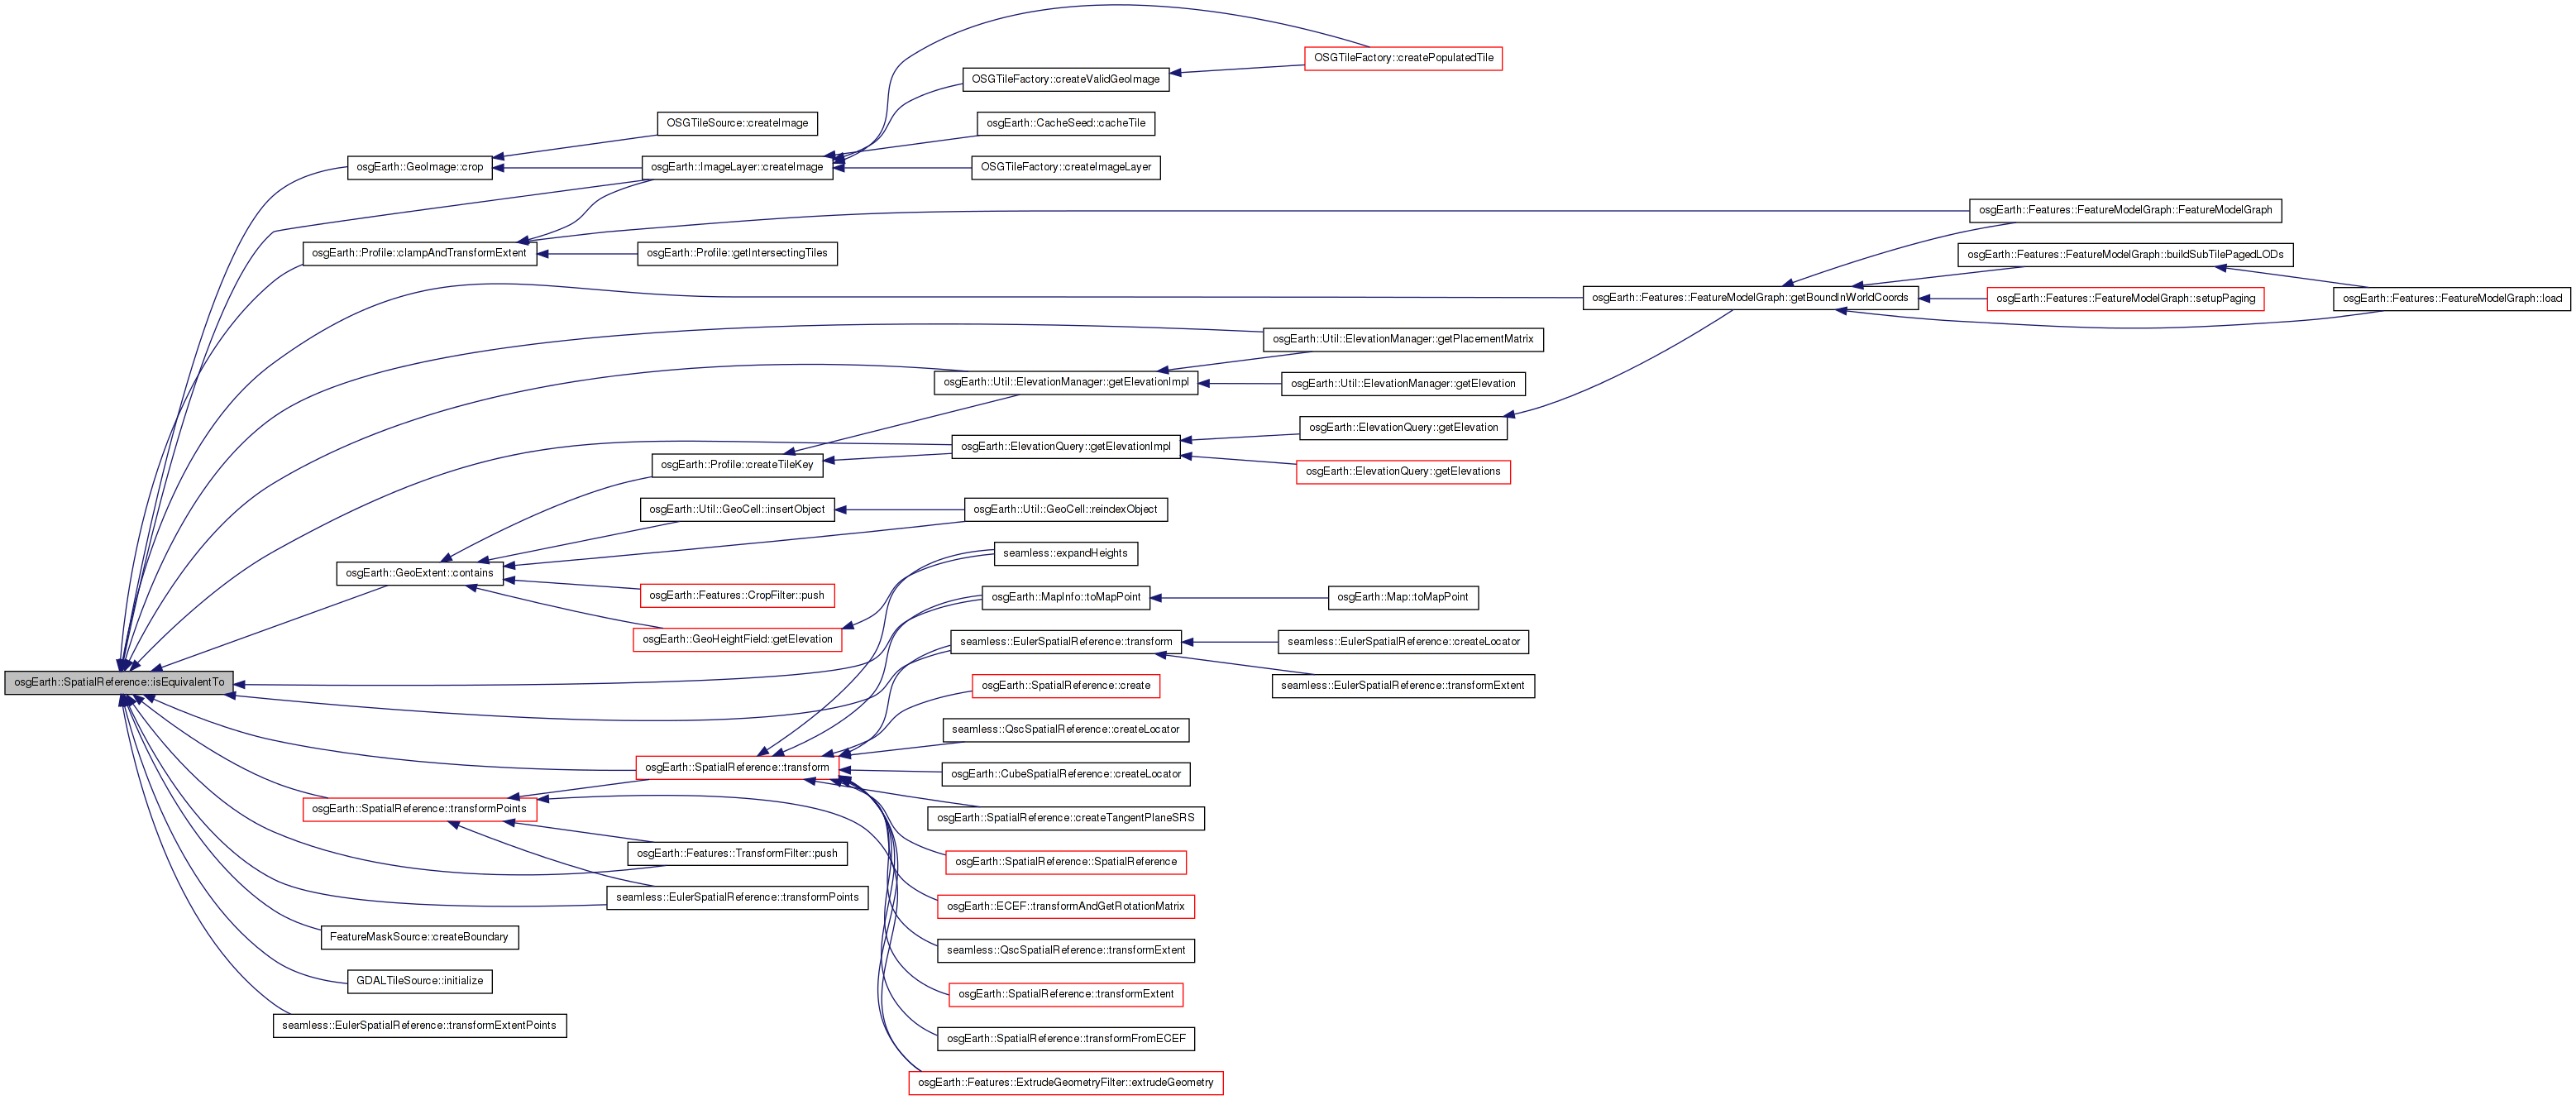 OSGTileFactory::createPopulatedTile
OSGTileFactory::createValidGeoImage
OSGTileSource::createImage
osgEarth::CacheSeed::cacheTile
osgEarth::GeoImage::crop
osgEarth::ImageLayer::createImage
OSGTileFactory::createImageLayer
osgEarth::Features::FeatureModelGraph::FeatureModelGraph
osgEarth::Profile::clampAndTransformExtent
osgEarth::Profile::getIntersectingTiles
osgEarth::Features::FeatureModelGraph::buildSubTilePagedLODs
osgEarth::Features::FeatureModelGraph::getBoundInWorldCoords
osgEarth::Features::FeatureModelGraph::setupPaging
osgEarth::Features::FeatureModelGraph::load
osgEarth::Util::ElevationManager::getPlacementMatrix
osgEarth::Util::ElevationManager::getElevationImpl
osgEarth::Util::ElevationManager::getElevation
osgEarth::ElevationQuery::getElevation
osgEarth::ElevationQuery::getElevationImpl
osgEarth::Profile::createTileKey
osgEarth::ElevationQuery::getElevations
osgEarth::Util::GeoCell::insertObject
osgEarth::Util::GeoCell::reindexObject
seamless::expandHeights
osgEarth::GeoExtent::contains
osgEarth::Features::CropFilter::push
osgEarth::MapInfo::toMapPoint
osgEarth::Map::toMapPoint
osgEarth::GeoHeightField::getElevation
seamless::EulerSpatialReference::transform
seamless::EulerSpatialReference::createLocator
osgEarth::SpatialReference::isEquivalentTo
osgEarth::SpatialReference::create
seamless::EulerSpatialReference::transformExtent
seamless::QscSpatialReference::createLocator
osgEarth::SpatialReference::transform
osgEarth::CubeSpatialReference::createLocator
osgEarth::SpatialReference::transformPoints
osgEarth::SpatialReference::createTangentPlaneSRS
osgEarth::Features::TransformFilter::push
osgEarth::SpatialReference::SpatialReference
seamless::EulerSpatialReference::transformPoints
osgEarth::ECEF::transformAndGetRotationMatrix
FeatureMaskSource::createBoundary
seamless::QscSpatialReference::transformExtent
GDALTileSource::initialize
osgEarth::SpatialReference::transformExtent
seamless::EulerSpatialReference::transformExtentPoints
osgEarth::SpatialReference::transformFromECEF
osgEarth::Features::ExtrudeGeometryFilter::extrudeGeometry